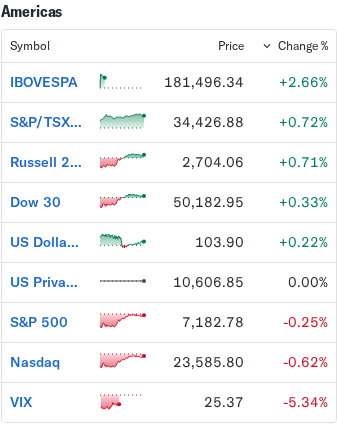 Americas
Symbol Price Change %
IBOVESPA 181,496.34 +2.66%
S&P/TSX... 34,426.88 +0.72%
Russell 2... 2,704.06 +0.71%
Dow 30 50,182.95 +0.33%
US Dolla... 103.90 +0.22%
US Priva... 10,606.85 0.00%
S&P 500 7,182.78 -0.25%
Nasdaq 23,585.80 -0.62%
VIX 25.37 -5.34%